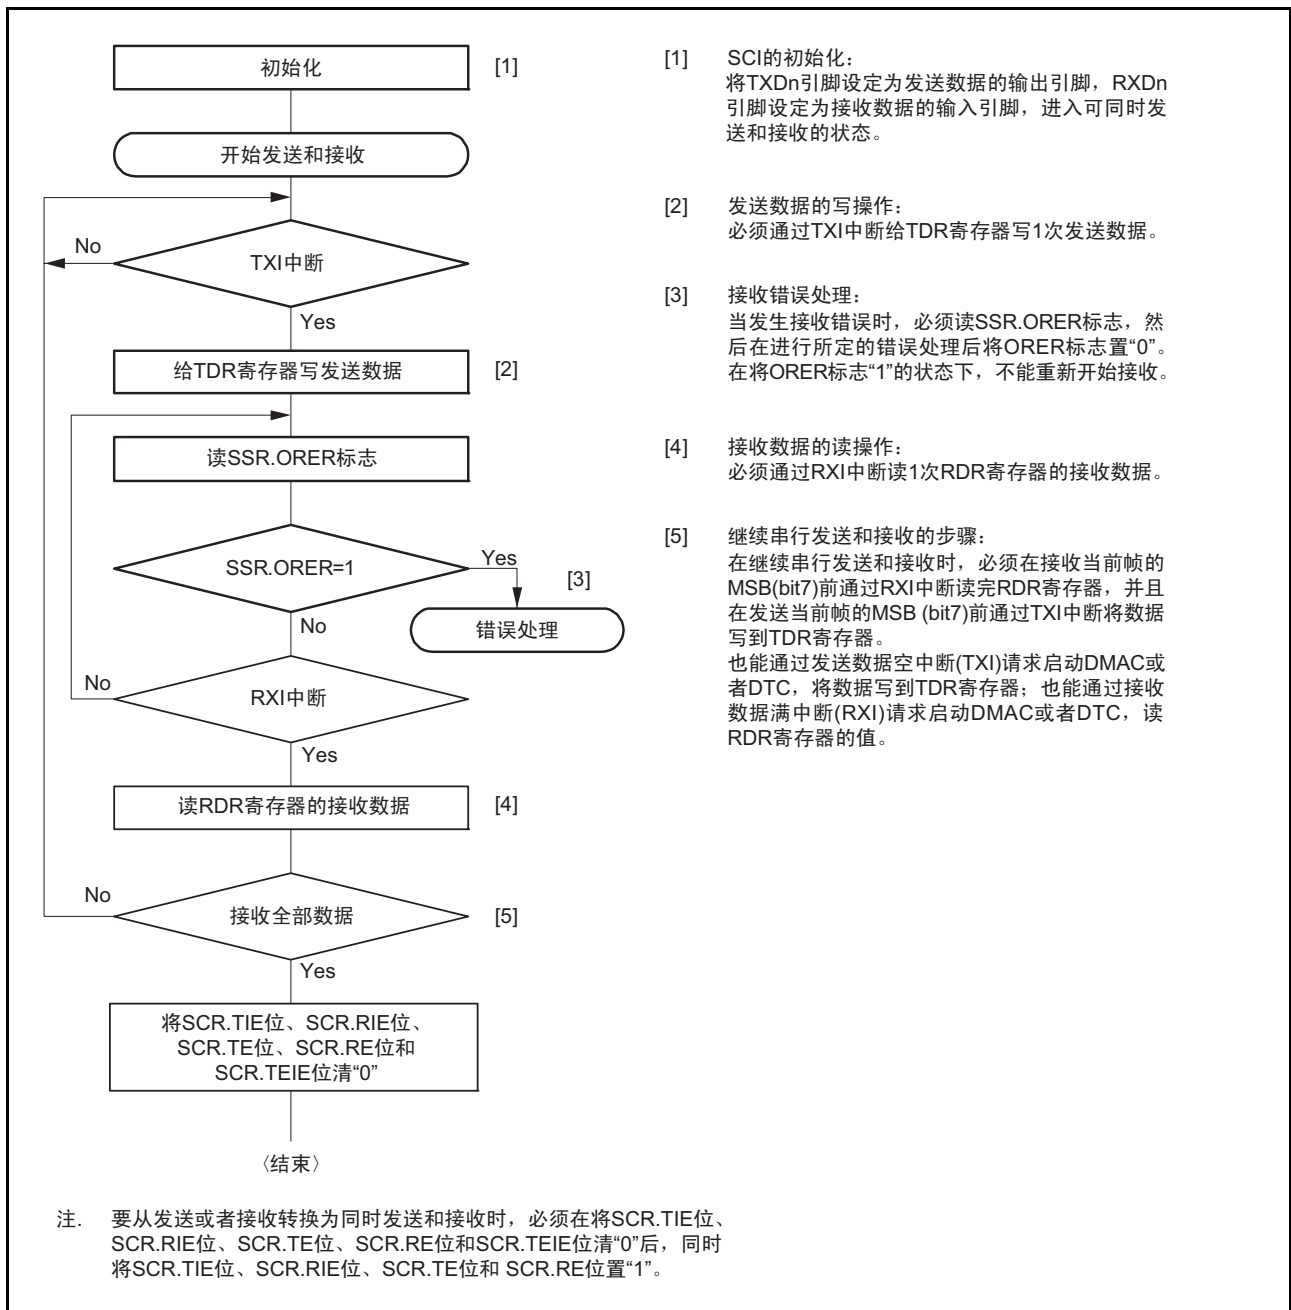 初始化
[1]
开始发送和接收
No
TXI中断
Yes
给TDR寄存器写发送数据
[2]
读SSR.ORER标志
SSR.ORER=1
Yes
[3]
No
错误处理
No
RXI中断
Yes
读RDR寄存器的接收数据
[4]
No
接收全部数据
[5]
Yes
将SCR.TIE位、SCR.RIE位、
SCR.TE位、SCR.RE位和
SCR.TEIE位清“0”
〈结束〉
[1] SCI的初始化：
将TXDn引脚设定为发送数据的输出引脚，RXDn
引脚设定为接收数据的输入引脚，进入可同时发
送和接收的状态。
[2] 发送数据的写操作：
必须通过TXI中断给TDR寄存器写1次发送数据。
[3] 接收错误处理：
当发生接收错误时，必须读SSR.ORER标志，然
后在进行所定的错误处理后将ORER标志置“0”。
在将ORER标志“1”的状态下，不能重新开始接收。
[4] 接收数据的读操作：
必须通过RXI中断读1次RDR寄存器的接收数据。
[5] 继续串行发送和接收的步骤：
在继续串行发送和接收时，必须在接收当前帧的
MSB(bit7)前通过RXI中断读完RDR寄存器，并且
在发送当前帧的MSB (bit7)前通过TXI中断将数据
写到TDR寄存器。
也能通过发送数据空中断(TXI)请求启动DMAC或
者DTC，将数据写到TDR寄存器；也能通过接收
数据满中断(RXI)请求启动DMAC或者DTC，读
RDR寄存器的值。
注. 要从发送或者接收转换为同时发送和接收时，必须在将SCR.TIE位、
SCR.RIE位、SCR.TE位、SCR.RE位和SCR.TEIE位清“0”后，同时
将SCR.TIE位、SCR.RIE位、SCR.TE位和 SCR.RE位置“1”。